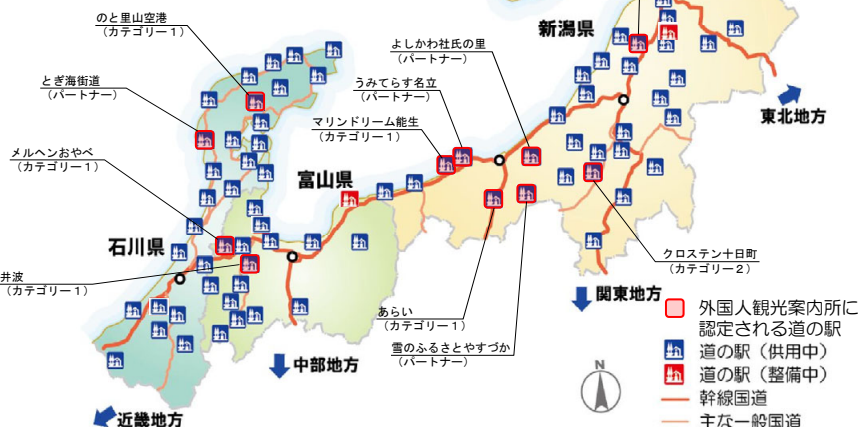 のと里山空港
（カテゴリー１）
とぎ海街道
（パートナー）
メルヘンおやべ
（カテゴリー１）
井波
（カテゴリー１）
石川県
富山県
新潟県
よしかわ杜氏の里
（パートナー）
うみてらす名立
（パートナー）
マリンドリーム能生
（カテゴリー１）
あらい
（カテゴリー１）
雪のふるさとやすづか
（パートナー）
クロステン十日町
（カテゴリー２）
東北地方
関東地方
中部地方
近畿地方
N
外国人観光案内所に
認定される道の駅
道の駅（供用中）
道の駅（整備中）
幹線国道
主な一般国道